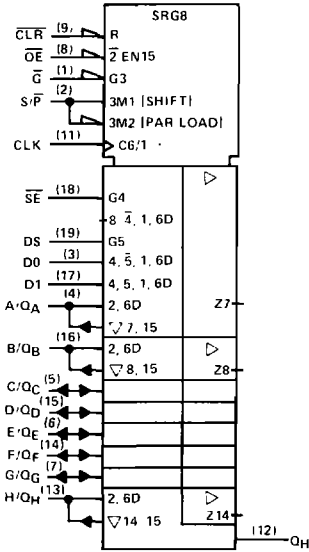 SRG8
CLR (9) R
OE (8) 2 EN15
G (1) G3
S/P (2) 3M1 [SHIFT]
3M2 [PAR LOAD]
CLK (11) C6/1
SE (18) G4
8 4, 1, 6D
DS (19) G5
D0 (3) 4, 5, 1, 6D
D1 (17) 4, 5, 1, 6D
A/QA (4) 2, 6D Z7
▽ 7, 15
B/QB (16) 2, 6D Z8
▽ 8, 15
C/QC (5)
D/QD (15)
E/QE (6)
F/QF (14)
G/QG (7)
H/QH (13) 2, 6D Z14
▽ 14 15
(12) QH